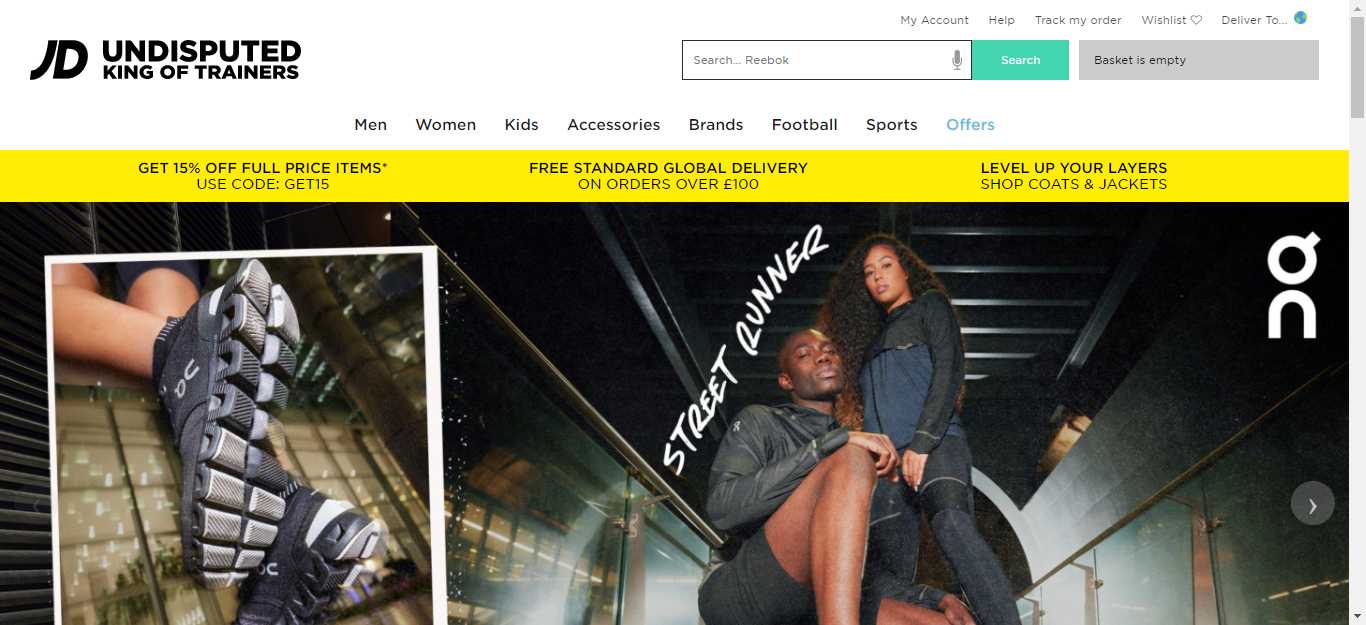 My Account Help Track my order Wishlist Deliver To...
JD UNDISPUTED
KING OF TRAINERS
Search... Reebok Search Basket is empty
Men Women Kids Accessories Brands Football Sports Offers
GET 15% OFF FULL PRICE ITEMS*
USE CODE: GET15
FREE STANDARD GLOBAL DELIVERY
ON ORDERS OVER £100
LEVEL UP YOUR LAYERS
SHOP COATS & JACKETS
STREET RUNNER
on